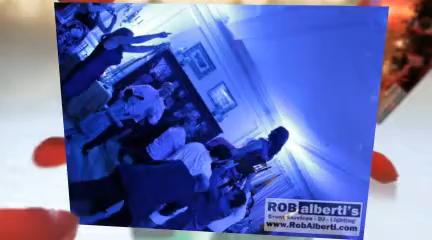 ROB alberti's
Event Services - DJ - Lighting
www.RobAlberti.com